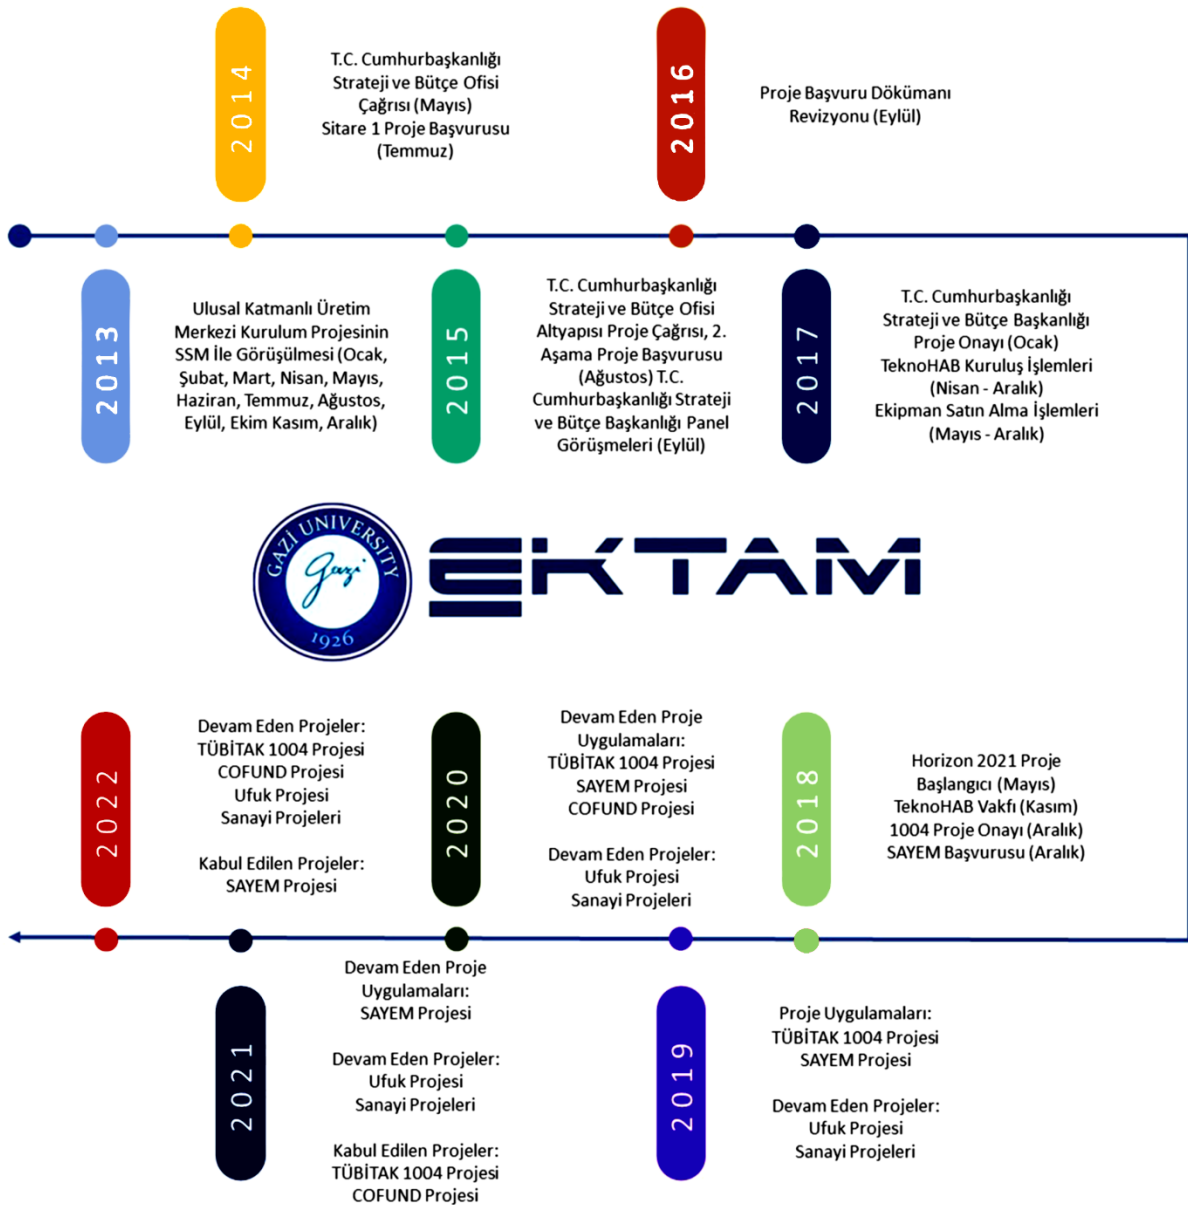 2013
Ulusal Katmanlı Üretim
Merkezi Kurulum Projesinin
SSM İle Görüşülmesi (Ocak,
Şubat, Mart, Nisan, Mayıs,
Haziran, Temmuz, Ağustos,
Eylül, Ekim Kasım, Aralık)
2014
T.C. Cumhurbaşkanlığı
Strateji ve Bütçe Ofisi
Çağrısı (Mayıs)
Sitare 1 Proje Başvurusu
(Temmuz)
2015
T.C. Cumhurbaşkanlığı
Strateji ve Bütçe Ofisi
Altyapısı Proje Çağrısı, 2.
Aşama Proje Başvurusu
(Ağustos) T.C.
Cumhurbaşkanlığı Strateji
ve Bütçe Başkanlığı Panel
Görüşmeleri (Eylül)
2016
Proje Başvuru Dökümanı
Revizyonu (Eylül)
2017
T.C. Cumhurbaşkanlığı
Strateji ve Bütçe Başkanlığı
Proje Onayı (Ocak)
TeknoHAB Kuruluş İşlemleri
(Nisan - Aralık)
Ekipman Satın Alma İşlemleri
(Mayıs - Aralık)
GAZİ UNIVERSITY
Gazi
1926
EKTAM
2018
Horizon 2021 Proje
Başlangıcı (Mayıs)
TeknoHAB Vakfı (Kasım)
1004 Proje Onayı (Aralık)
SAYEM Başvurusu (Aralık)
2019
Proje Uygulamaları:
TÜBİTAK 1004 Projesi
SAYEM Projesi
Devam Eden Projeler:
Ufuk Projesi
Sanayi Projeleri
2020
Devam Eden Proje
Uygulamaları:
TÜBİTAK 1004 Projesi
SAYEM Projesi
COFUND Projesi
Devam Eden Projeler:
Ufuk Projesi
Sanayi Projeleri
2021
Devam Eden Proje
Uygulamaları:
SAYEM Projesi
Devam Eden Projeler:
Ufuk Projesi
Sanayi Projeleri
Kabul Edilen Projeler:
TÜBİTAK 1004 Projesi
COFUND Projesi
2022
Devam Eden Projeler:
TÜBİTAK 1004 Projesi
COFUND Projesi
Ufuk Projesi
Sanayi Projeleri
Kabul Edilen Projeler:
SAYEM Projesi